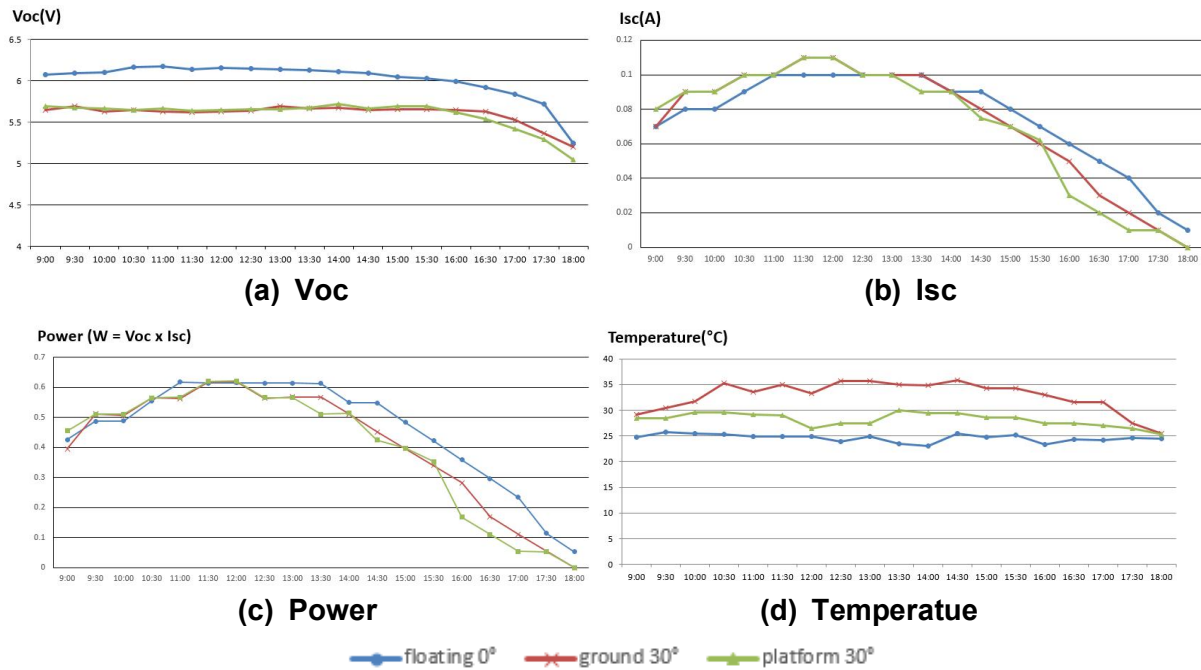 Voc(V)
6.5
6
5.5
5
4.5
4
9:00 9:30 10:00 10:30 11:00 11:30 12:00 12:30 13:00 13:30 14:00 14:30 15:00 15:30 16:00 16:30 17:00 17:30 18:00
(a) Voc
Isc(A)
0.12
0.1
0.08
0.06
0.04
0.02
0
9:00 9:30 10:00 10:30 11:00 11:30 12:00 12:30 13:00 13:30 14:00 14:30 15:00 15:30 16:00 16:30 17:00 17:30 18:00
(b) Isc
Power (W = Voc x Isc)
0.7
0.6
0.5
0.4
0.3
0.2
0.1
0
9:00 9:30 10:00 10:30 11:00 11:30 12:00 12:30 13:00 13:30 14:00 14:30 15:00 15:30 16:00 16:30 17:00 17:30 18:00
(c) Power
Temperature(°C)
40
35
30
25
20
15
10
5
0
9:00 9:30 10:00 10:30 11:00 11:30 12:00 12:30 13:00 13:30 14:00 14:30 15:00 15:30 16:00 16:30 17:00 17:30 18:00
(d) Temperatue
floating 0° ground 30° platform 30°